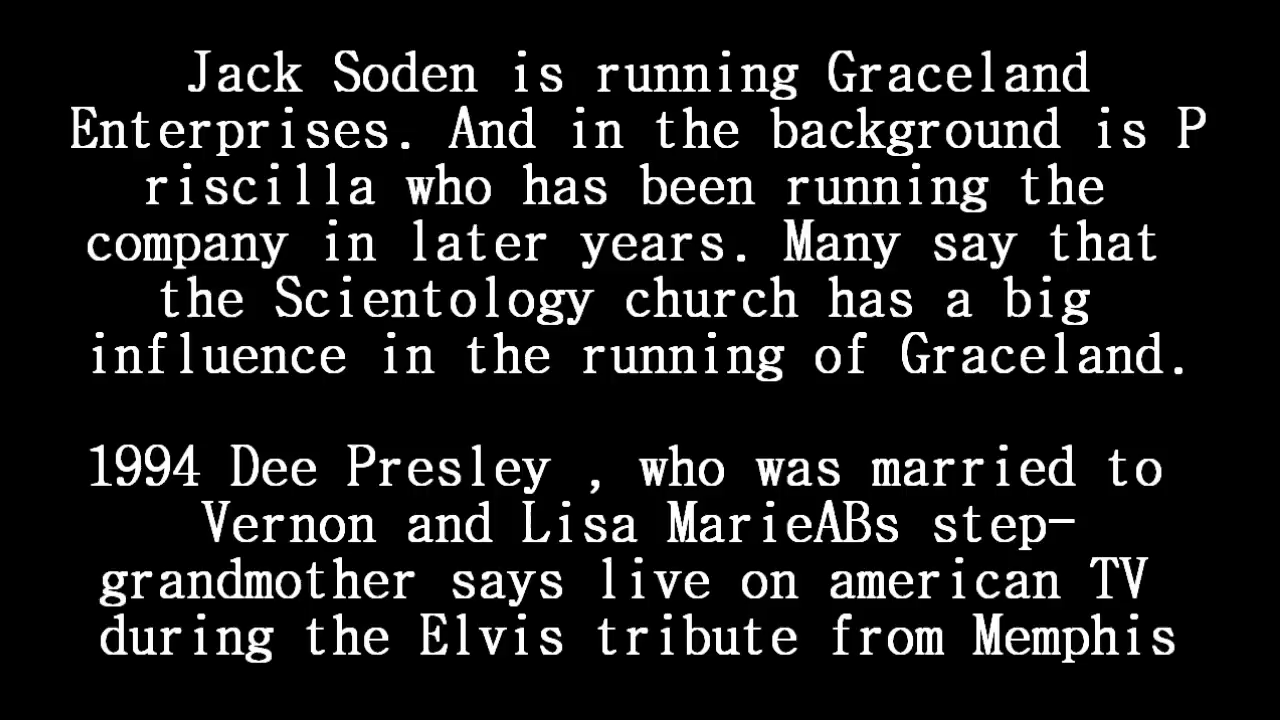 Jack Soden is running Graceland
Enterprises. And in the background is P
riscilla who has been running the
company in later years. Many say that
the Scientology church has a big
influence in the running of Graceland.
1994 Dee Presley , who was married to
Vernon and Lisa MarieABs step-
grandmother says live on american TV
during the Elvis tribute from Memphis